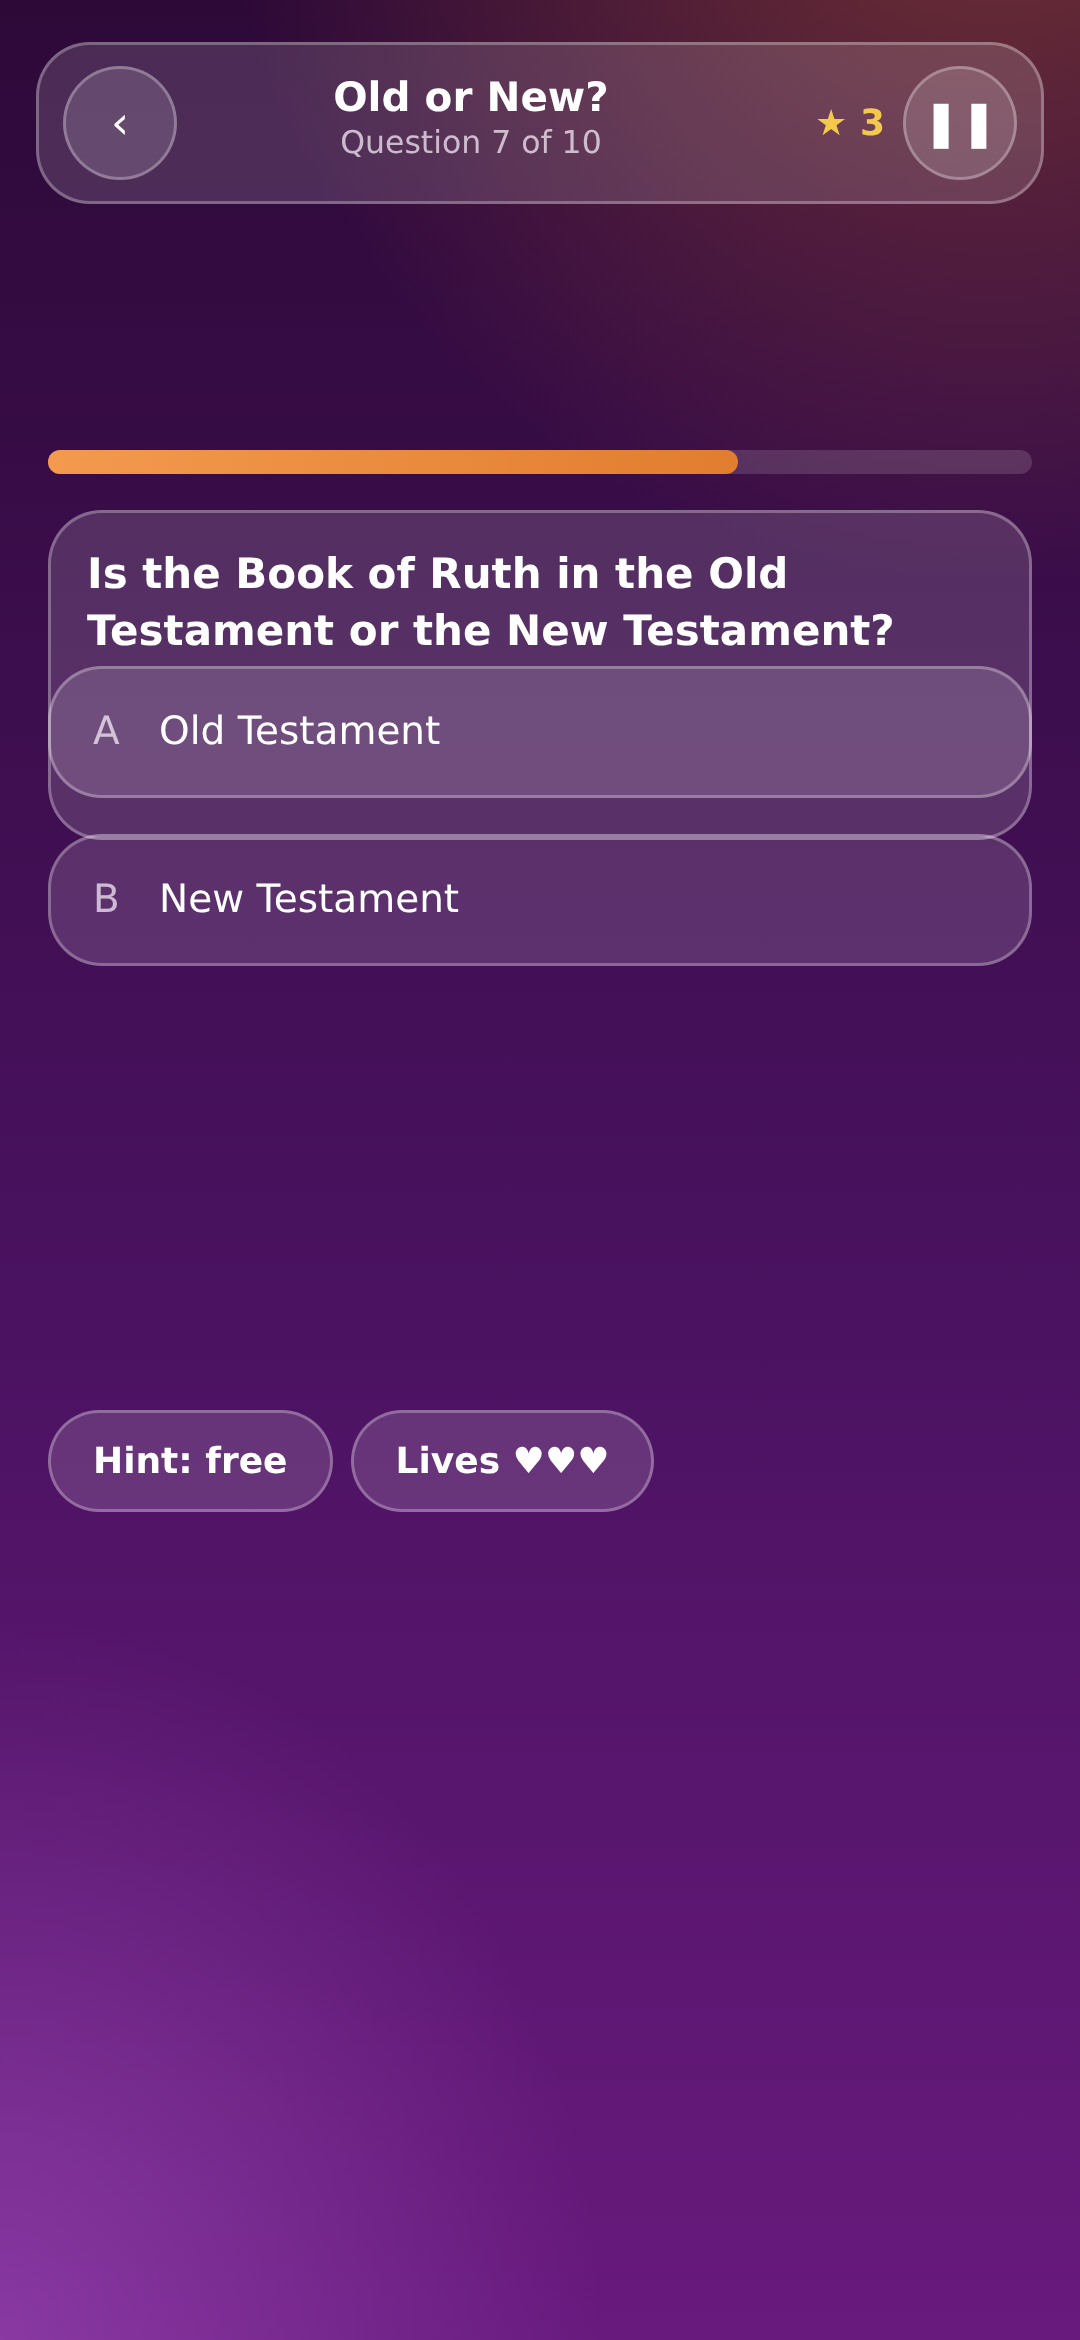 ‹
Old or New?
Question 7 of 10
★ 3
Is the Book of Ruth in the Old
Testament or the New Testament?
A Old Testament
B New Testament
Hint: free
Lives ♥♥♥